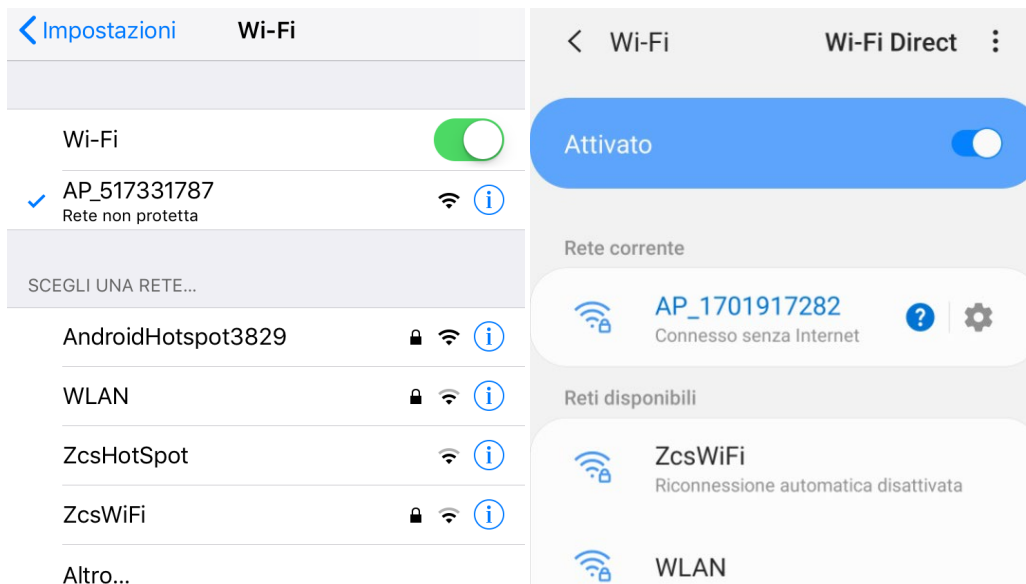 Impostazioni
Wi-Fi
Wi-Fi
AP_517331787
Rete non protetta
SCEGLI UNA RETE...
AndroidHotspot3829
WLAN
ZcsHotSpot
ZcsWiFi
Altro...
Wi-Fi
Wi-Fi Direct
Attivato
Rete corrente
AP_1701917282
Connesso senza Internet
Reti disponibili
ZcsWiFi
Riconnessione automatica disattivata
WLAN